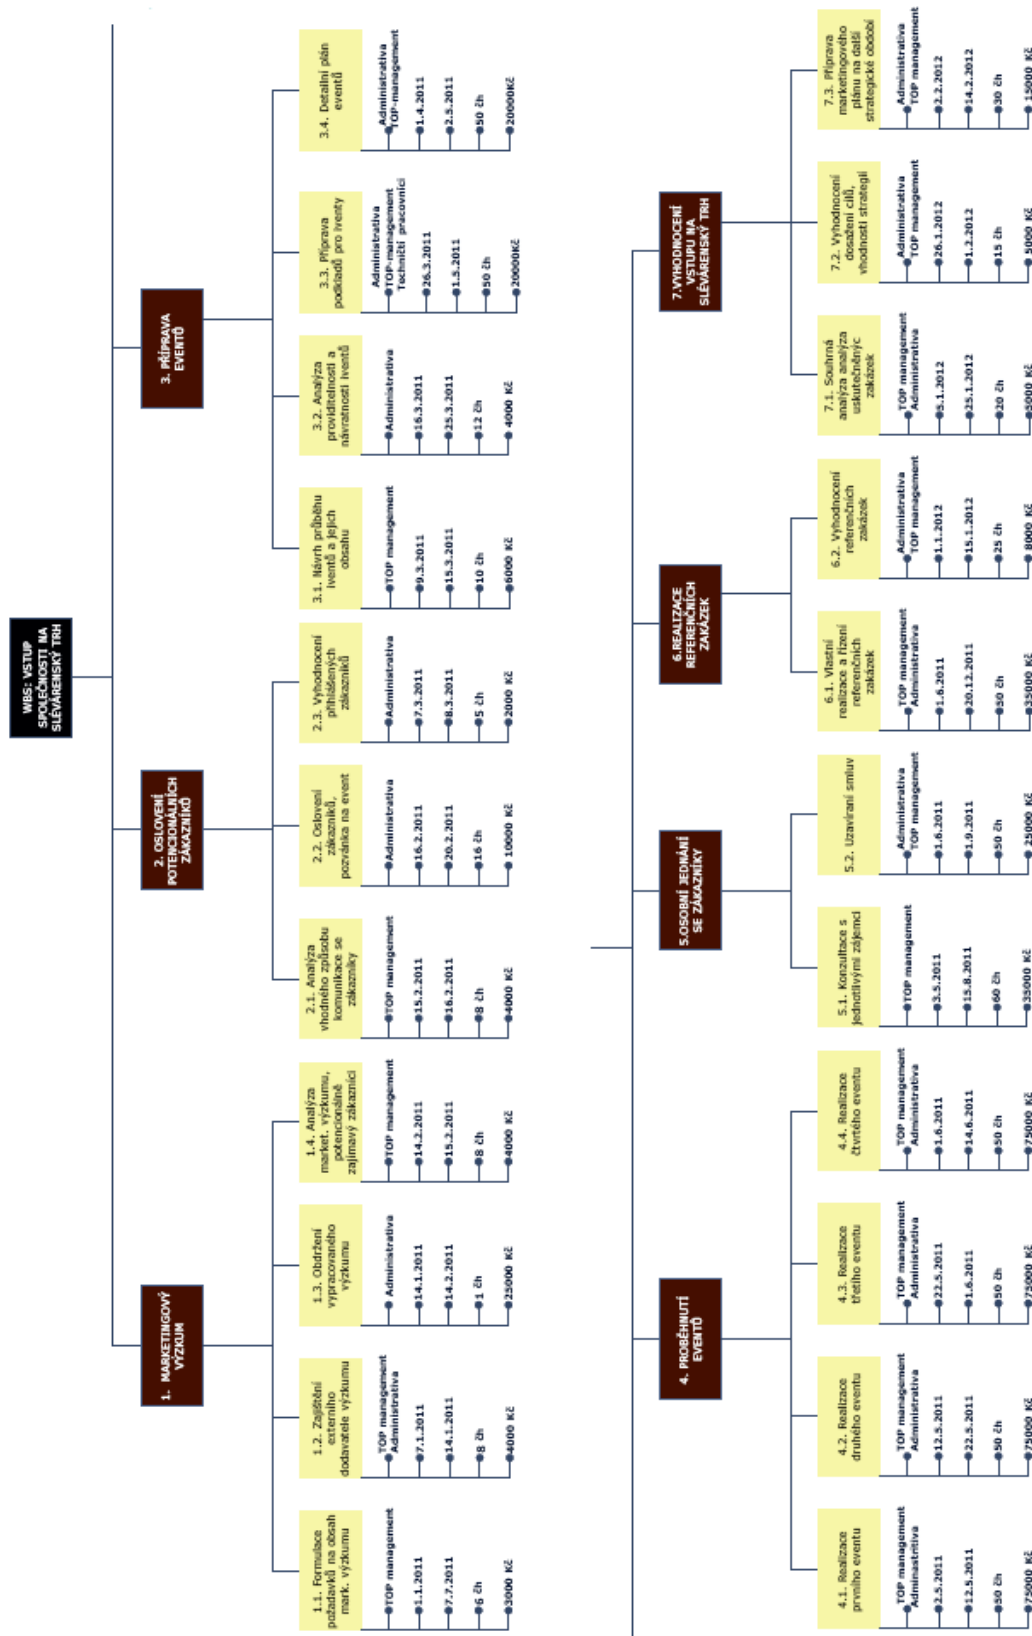 WBS: VSTUP
SPOLEČNOSTI NA
SLÉVÁRENSKÝ TRH
1. MARKETINGOVÝ
VÝZKUM
1.1. Formulace
požadavků na obsah
mark. výzkumu
TOP management
1.1.2011
7.7.2011
6 čh
3000 Kč
1.2. Zajištění
externího
dodavatele výzkumu
TOP management
Administrativa
7.1.2011
14.1.2011
8 čh
4000 Kč
1.3. Obdržení
vypracovaného
výzkumu
Administrativa
14.1.2011
14.2.2011
1 čh
25000 Kč
1.4. Analýza
market. výzkumu,
potencionálně
zajímavý zákazníci
TOP management
14.2.2011
15.2.2011
8 čh
4000 Kč
2. OSLOVENÍ
POTENCIONÁLNÍCH
ZÁKAZNÍKŮ
2.1. Analýza
vhodného způsobu
komunikace se
zákazníky
TOP management
15.2.2011
16.2.2011
8 čh
4000 Kč
2.2. Oslovení
zákazníků,
pozvánka na event
Administrativa
16.2.2011
20.2.2011
16 čh
10000 Kč
2.3. Vyhodnocení
přihlášených
zákazníků
Administrativa
7.3.2011
8.3.2011
5 čh
2000 Kč
3. PŘÍPRAVA
EVENTŮ
3.1. Návrh průběhu
iventů a jejich
obsahu
TOP management
9.3.2011
15.3.2011
10 čh
6000 Kč
3.2. Analýza
providitelnosti a
návratnosti iventů
Administrativa
16.3.2011
25.3.2011
12 čh
4000 Kč
3.3. Příprava
podkladů pro iventy
Administrativa
TOP-management
Techničtí pracovníci
26.3.2011
1.5.2011
50 čh
20000Kč
3.4. Detailní plán
eventů
Administrativa
TOP-management
1.4.2011
2.5.2011
50 čh
20000Kč
4. PROBĚHNUTÍ
EVENTŮ
4.1. Realizace
prvního eventu
TOP management
Adminastritiva
2.5.2011
12.5.2011
50 čh
75000 Kč
4.2. Realizace
druhého eventu
TOP management
Administrativa
12.5.2011
22.5.2011
50 čh
75000 Kč
4.3. Realizace
třetího eventu
TOP management
Administrativa
22.5.2011
1.6.2011
50 čh
75000 Kč
4.4. Realizace
čtvrtého eventu
TOP management
Administrativa
1.6.2011
14.6.2011
50 čh
75000 Kč
5.OSOBNÍ JEDNÁNÍ
SE ZÁKAZNÍKY
5.1. Konzultace s
jednotlivými zájemci
TOP management
3.5.2011
15.8.2011
60 čh
35000 Kč
5.2. Uzavíraní smluv
Administrativa
TOP management
1.6.2011
1.9.2011
50 čh
25000 Kč
6.REALIZACE
REFERENČNÍCH
ZAKÁZEK
6.1. Vlastní
realizace a řízení
referenčních
zakázek
TOP management
Administrativa
1.6.2011
20.12.2011
50 čh
35000 Kč
6.2. Vyhodnocení
referenčních
zakázek
Administrativa
TOP management
1.1.2012
15.1.2012
25 čh
8000 Kč
7.VYHODNOCENÍ
VSTUPU NA
SLÉVÁRENSKÝ TRH
7.1. Souhrná
analýza analýza
uskutečněnýc
zakázek
TOP management
Administrativa
5.1.2012
25.1.2012
20 čh
5000 Kč
7.2. Vyhodnocení
dosažení cílů,
vhodnosti strategií
Administrativa
TOP management
26.1.2012
1.2.2012
15 čh
5000 Kč
7.3. Příprava
marketingového
plánu na další
strategické období
Administrativa
TOP management
2.2.2012
14.2.2012
30 čh
15000 Kč